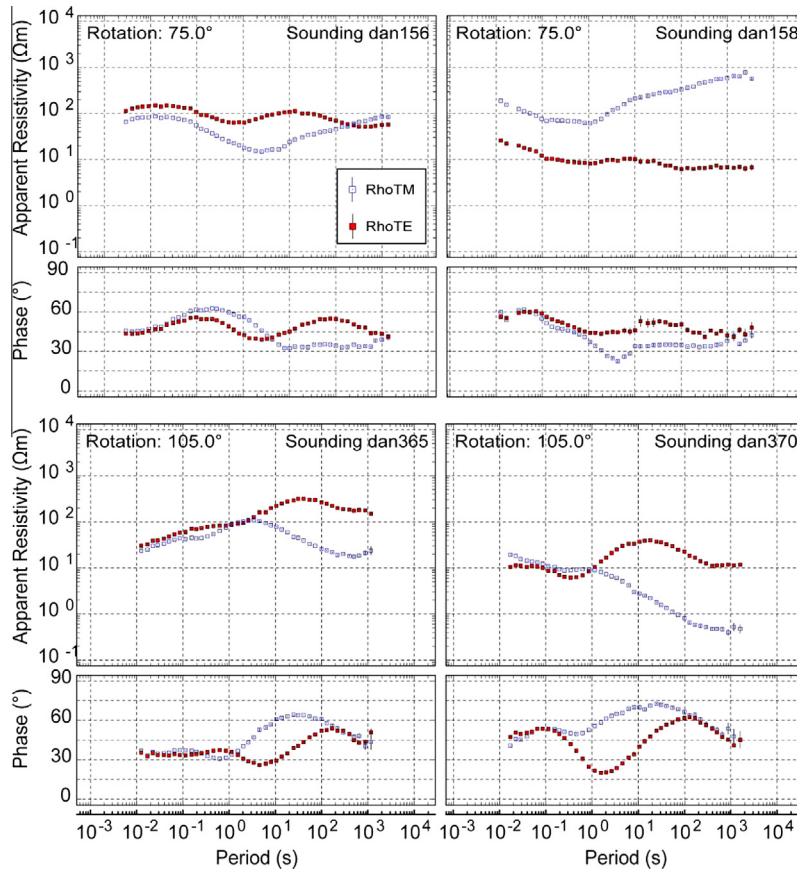 Rotation: 75.0° Sounding dan156
Rotation: 75.0° Sounding dan158
Apparent Resistivity (Ωm)
10^4
10^3
10^2
10^1
10^0
10^-1
RhoTM
RhoTE
Phase (°)
90
60
30
0
Rotation: 105.0° Sounding dan365
Rotation: 105.0° Sounding dan370
Apparent Resistivity (Ωm)
10^4
10^3
10^2
10^1
10^0
10^-1
Phase (°)
90
60
30
0
10^-3 10^-2 10^-1 10^0 10^1 10^2 10^3
10^-3 10^-2 10^-1 10^0 10^1 10^2 10^3 10^4
Period (s)
Period (s)